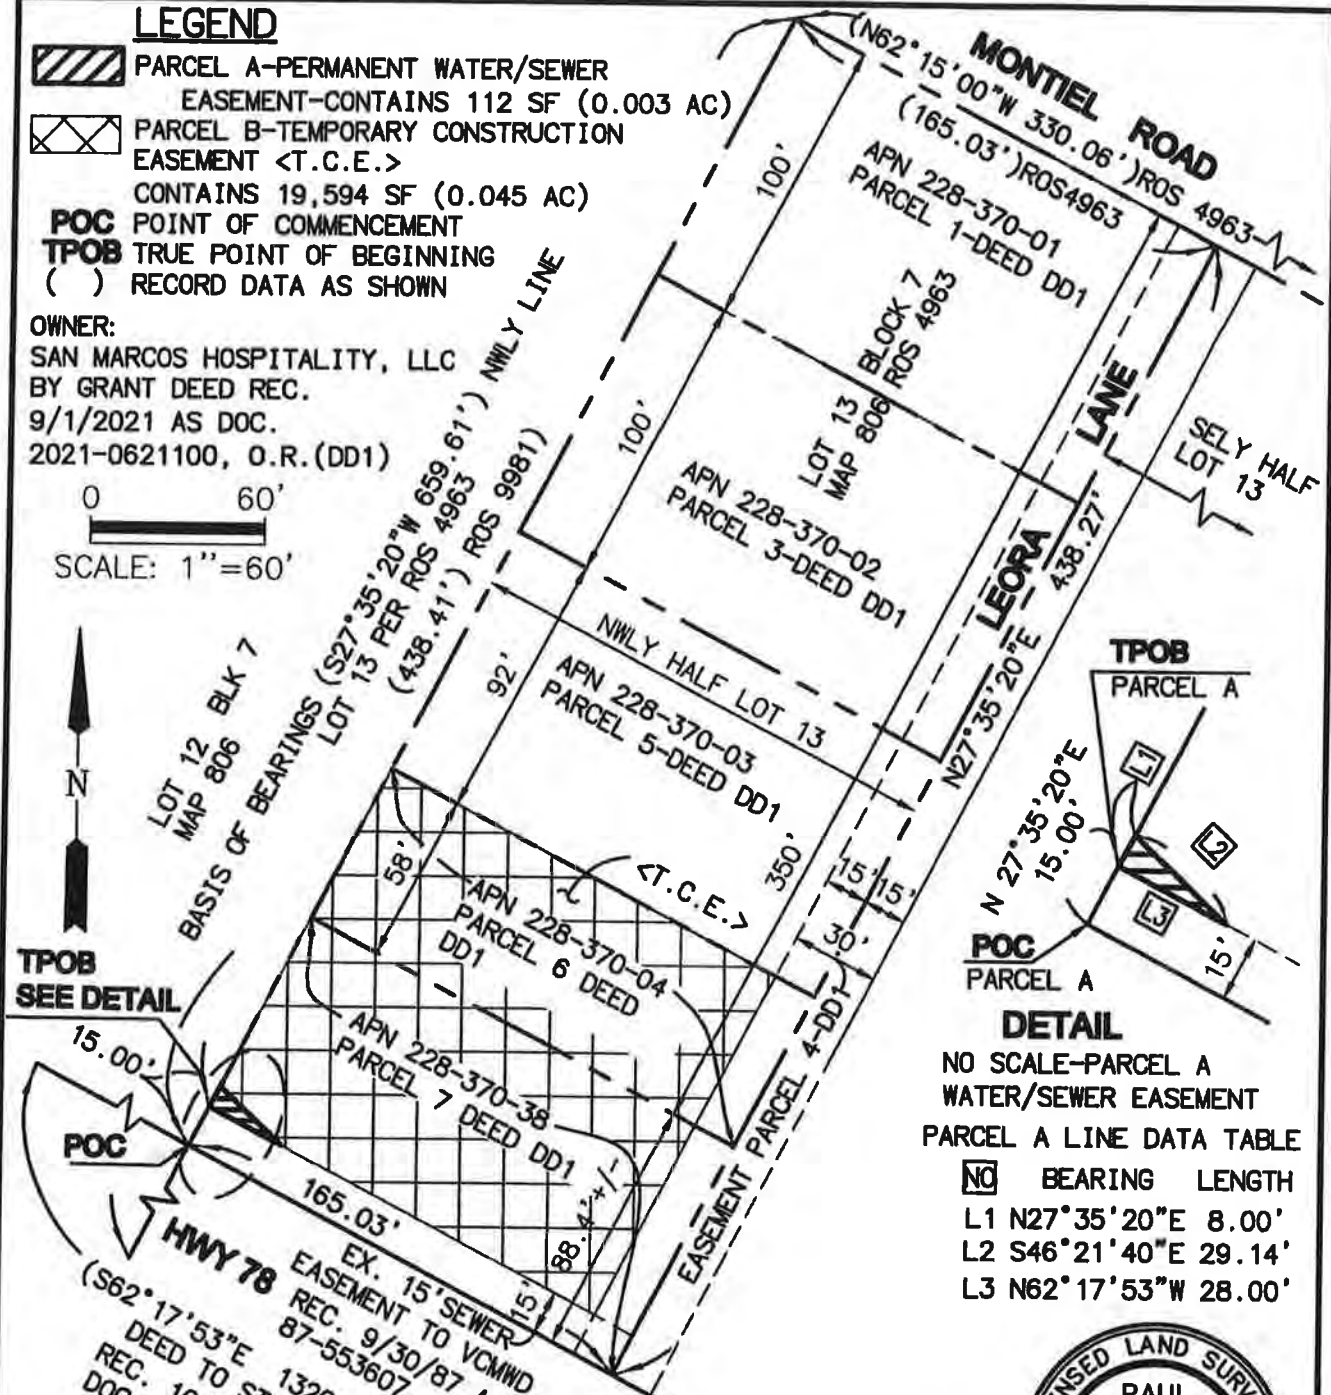 LEGEND
PARCEL A-PERMANENT WATER/SEWER
EASEMENT-CONTAINS 112 SF (0.003 AC)
PARCEL B-TEMPORARY CONSTRUCTION
EASEMENT <T.C.E.>
CONTAINS 19,594 SF (0.045 AC)
POC POINT OF COMMENCEMENT
TPOB TRUE POINT OF BEGINNING
( ) RECORD DATA AS SHOWN
OWNER:
SAN MARCOS HOSPITALITY, LLC
BY GRANT DEED REC.
9/1/2021 AS DOC.
2021-0621100, O.R.(DD1)
0 60'
SCALE: 1"=60'
N
LOT 12 BLK 7
MAP 806
BASIS OF BEARINGS (S27°35'20"W 659.61') NWLY LINE
LOT 13 PER ROS 4963
(438.41') ROS 9981)
(N62°15'00"W 330.06')ROS 4963
MONTIEL ROAD
(165.03')ROS4963
100'
APN 228-370-01
PARCEL 1-DEED DD1
LOT 13 BLOCK 7
MAP 806 ROS 4963
100'
APN 228-370-02
PARCEL 3-DEED DD1
LEORA LANE
SELY HALF
LOT 13
N27°35'20"E 438.27'
NWLY HALF LOT 13
92'
APN 228-370-03
PARCEL 5-DEED DD1
350'
15' 15'
30'
<T.C.E.>
58'
APN 228-370-04
PARCEL 6 DEED
DD1
APN 228-370-38
PARCEL 7 DEED DD1
EASEMENT PARCEL 4-DD1
TPOB
SEE DETAIL
15.00'
POC
165.03'
88.4'+/-
15'
HWY 78
EX. 15'SEWER
EASEMENT TO VCMWD
REC. 9/30/87
87-553607
(S62°17'53"E
DEED TO
REC.
TPOB
PARCEL A
L1
L2
L3
N 27°35'20"E
15.00'
POC
PARCEL A
15'
DETAIL
NO SCALE-PARCEL A
WATER/SEWER EASEMENT
PARCEL A LINE DATA TABLE
NO BEARING LENGTH
L1 N27°35'20"E 8.00'
L2 S46°21'40"E 29.14'
L3 N62°17'53"W 28.00'
LAND
PAUL